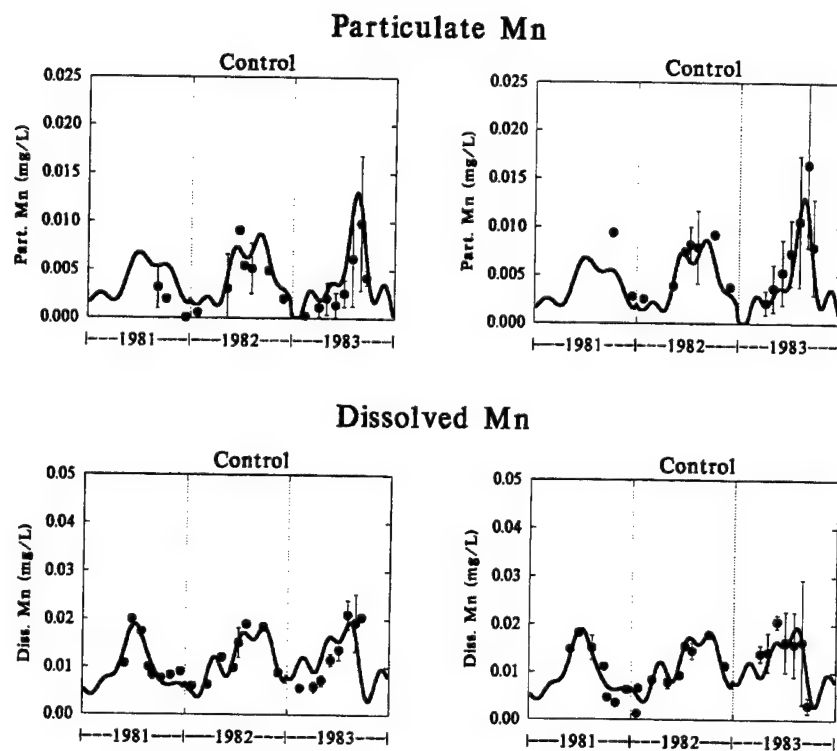 Particulate Mn
Control
Part. Mn (mg/L)
0.025
0.020
0.015
0.010
0.005
0.000
|----1981----|----1982----|----1983----|
Control
Part. Mn (mg/L)
0.025
0.020
0.015
0.010
0.005
0.000
|----1981----|----1982----|----1983----|
Dissolved Mn
Control
Diss. Mn (mg/L)
0.05
0.04
0.03
0.02
0.01
0.00
|----1981----|----1982----|----1983----|
Control
Diss. Mn (mg/L)
0.05
0.04
0.03
0.02
0.01
0.00
|----1981----|----1982----|----1983----|